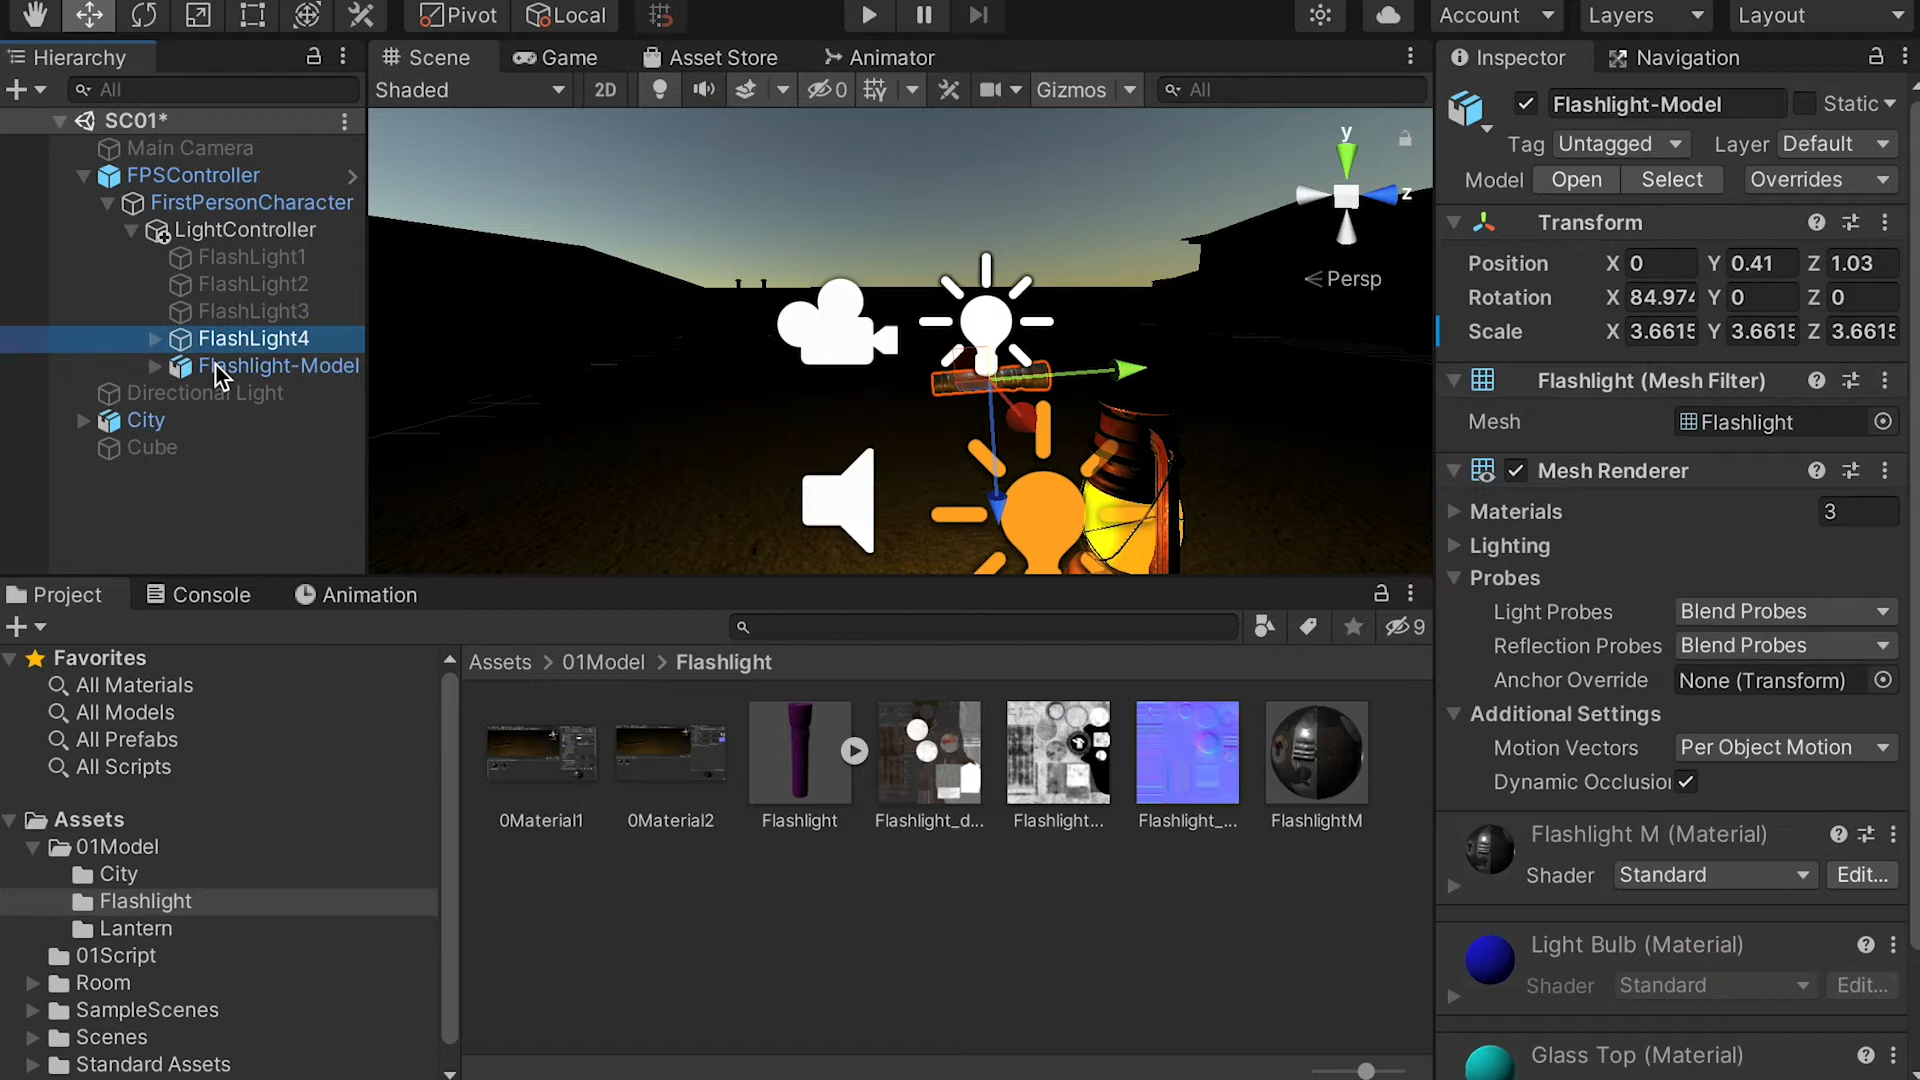 Pivot Local Account Layers Layout
Hierarchy
All
SC01*
Main Camera
FPSController
FirstPersonCharacter
LightController
FlashLight1
FlashLight2
FlashLight3
FlashLight4
Flashlight-Model
Directional Light
City
Cube
Scene Game Asset Store Animator
Shaded 2D 0 Gizmos All
y
z
Persp
Inspector Navigation
Flashlight-Model Static
Tag Untagged Layer Default
Model Open Select Overrides
Transform
Position X 0 Y 0.41 Z 1.03
Rotation X 84.974 Y 0 Z 0
Scale X 3.6615 Y 3.6615 Z 3.6615
Flashlight (Mesh Filter)
Mesh Flashlight
Mesh Renderer
Materials 3
Lighting
Probes
Light Probes Blend Probes
Reflection Probes Blend Probes
Anchor Override None (Transform)
Additional Settings
Motion Vectors Per Object Motion
Dynamic Occlusion
Flashlight M (Material)
Shader Standard Edit...
Light Bulb (Material)
Shader Standard Edit...
Glass Top (Material)
Project Console Animation
9
Favorites
All Materials
All Models
All Prefabs
All Scripts
Assets
01Model
City
Flashlight
Lantern
01Script
Room
SampleScenes
Scenes
Standard Assets
Assets > 01Model > Flashlight
0Material1 0Material2 Flashlight Flashlight_d... Flashlight... Flashlight_... FlashlightM